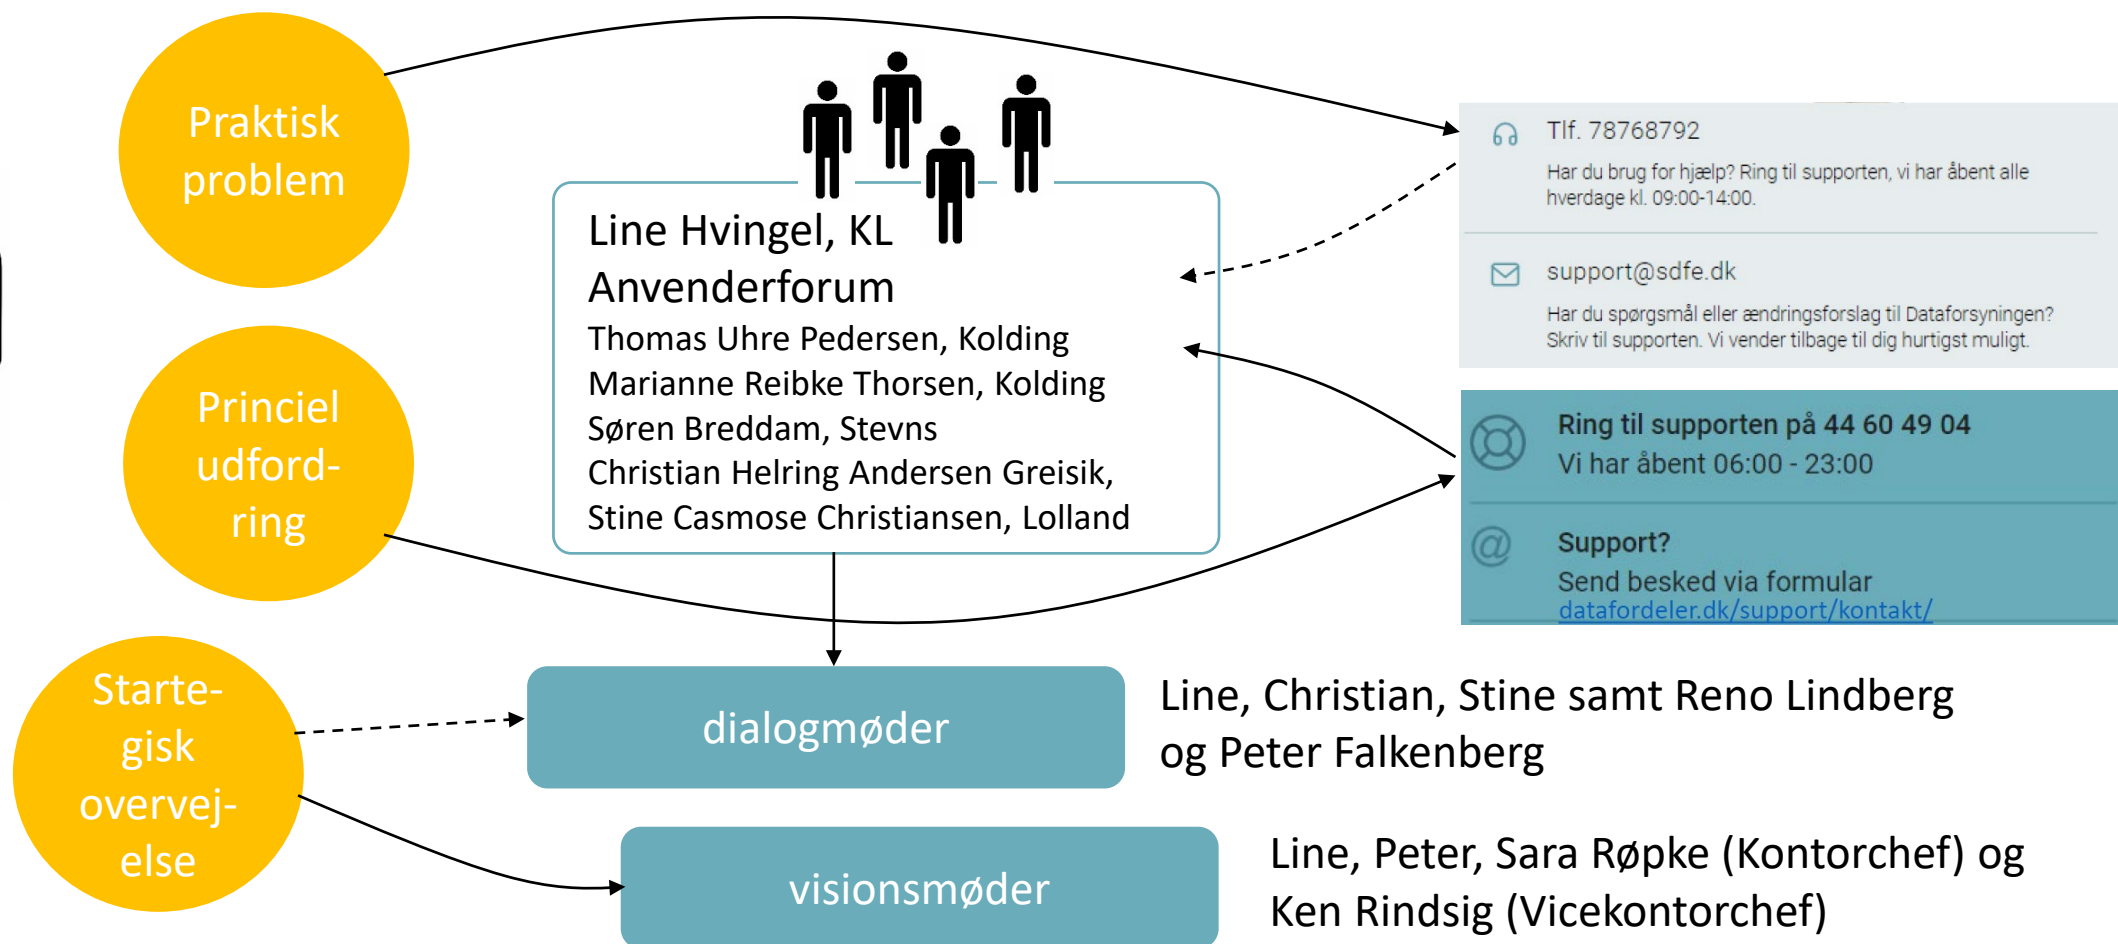 Praktisk
problem
Princiel
udford-
ring
Starte-
gisk
overvej-
else
Line Hvingel, KL
Anvenderforum
Thomas Uhre Pedersen, Kolding
Marianne Reibke Thorsen, Kolding
Søren Breddam, Stevns
Christian Helring Andersen Greisik,
Stine Casmose Christiansen, Lolland
Tlf. 78768792
Har du brug for hjælp? Ring til supporten, vi har åbent alle
hverdage kl. 09:00-14:00.
support@sdfe.dk
Har du spørgsmål eller ændringsforslag til Dataforsyningen?
Skriv til supporten. Vi vender tilbage til dig hurtigst muligt.
Ring til supporten på 44 60 49 04
Vi har åbent 06:00 - 23:00
@
Support?
Send besked via formular
datafordeler.dk/support/kontakt/
dialogmøder
Line, Christian, Stine samt Reno Lindberg
og Peter Falkenberg
visionsmøder
Line, Peter, Sara Røpke (Kontorchef) og
Ken Rindsig (Vicekontorchef)